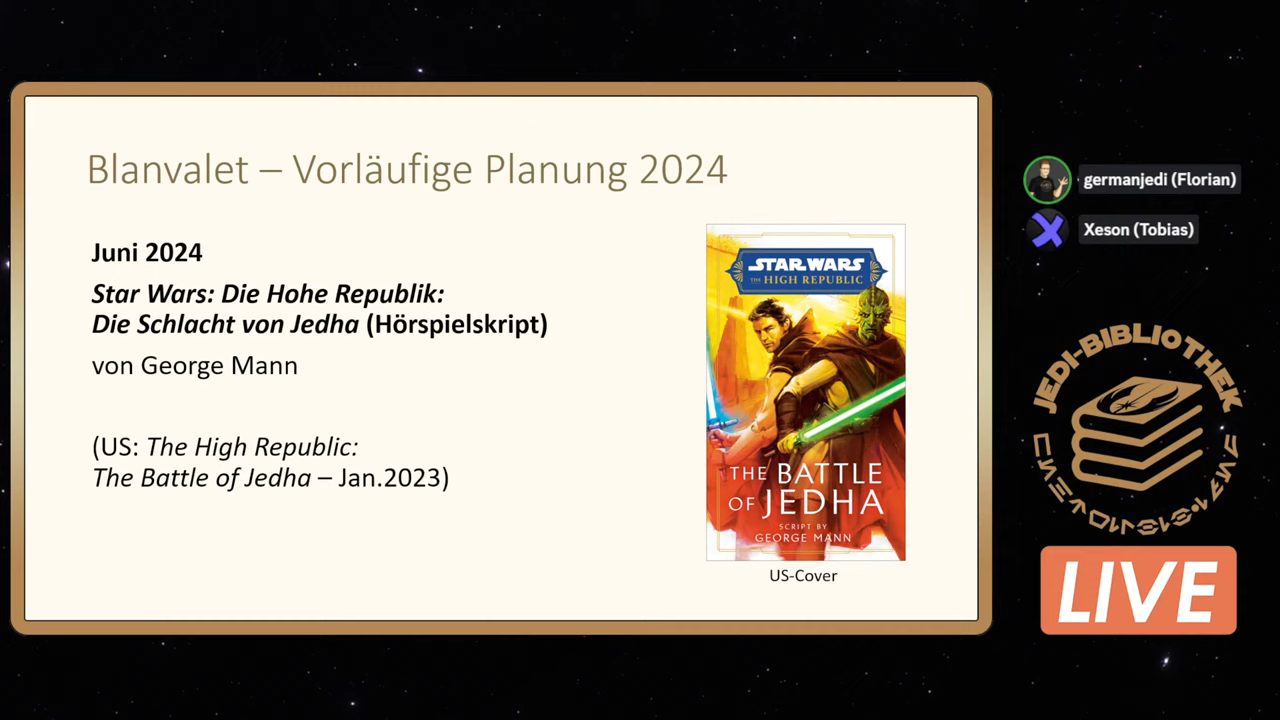 Blanvalet – Vorläufige Planung 2024
Juni 2024
Star Wars: Die Hohe Republik:
Die Schlacht von Jedha (Hörspielskript)
von George Mann
(US: The High Republic:
The Battle of Jedha – Jan.2023)
STAR WARS
THE HIGH REPUBLIC
THE BATTLE
OF JEDHA
SCRIPT BY
GEORGE MANN
US-Cover
germanjedi (Florian)
Xeson (Tobias)
JEDI-BIBLIOTHEK
LIVE